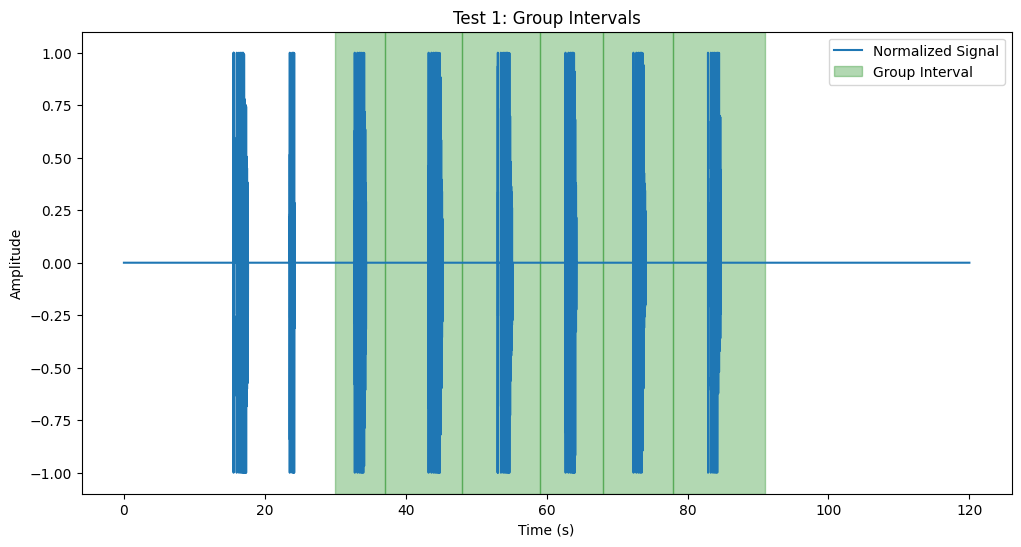 Test 1: Group Intervals
Normalized Signal
Group Interval
1.00
0.75
0.50
0.25
0.00
−0.25
−0.50
−0.75
−1.00
Amplitude
0 20 40 60 80 100 120
Time (s)